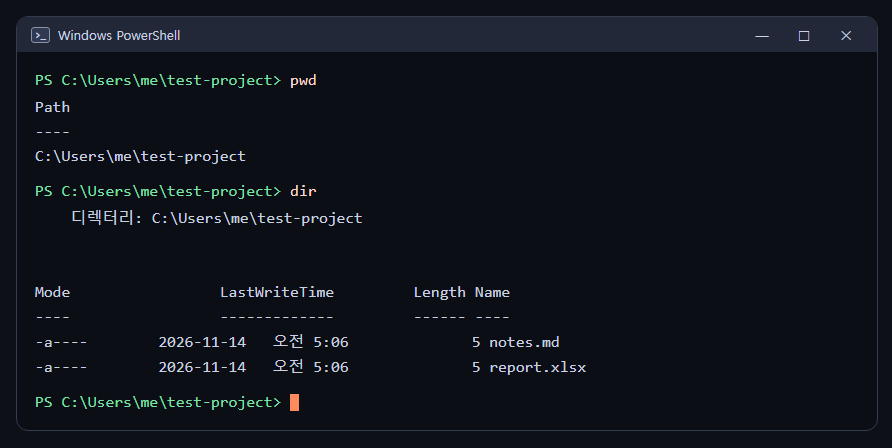 Windows PowerShell
PS C:\Users\me\test-project> pwd
Path
----
C:\Users\me\test-project
PS C:\Users\me\test-project> dir
    디렉터리: C:\Users\me\test-project
Mode                 LastWriteTime         Length Name
----                 -------------         ------ ----
-a----        2026-11-14   오전 5:06              5 notes.md
-a----        2026-11-14   오전 5:06              5 report.xlsx
PS C:\Users\me\test-project>